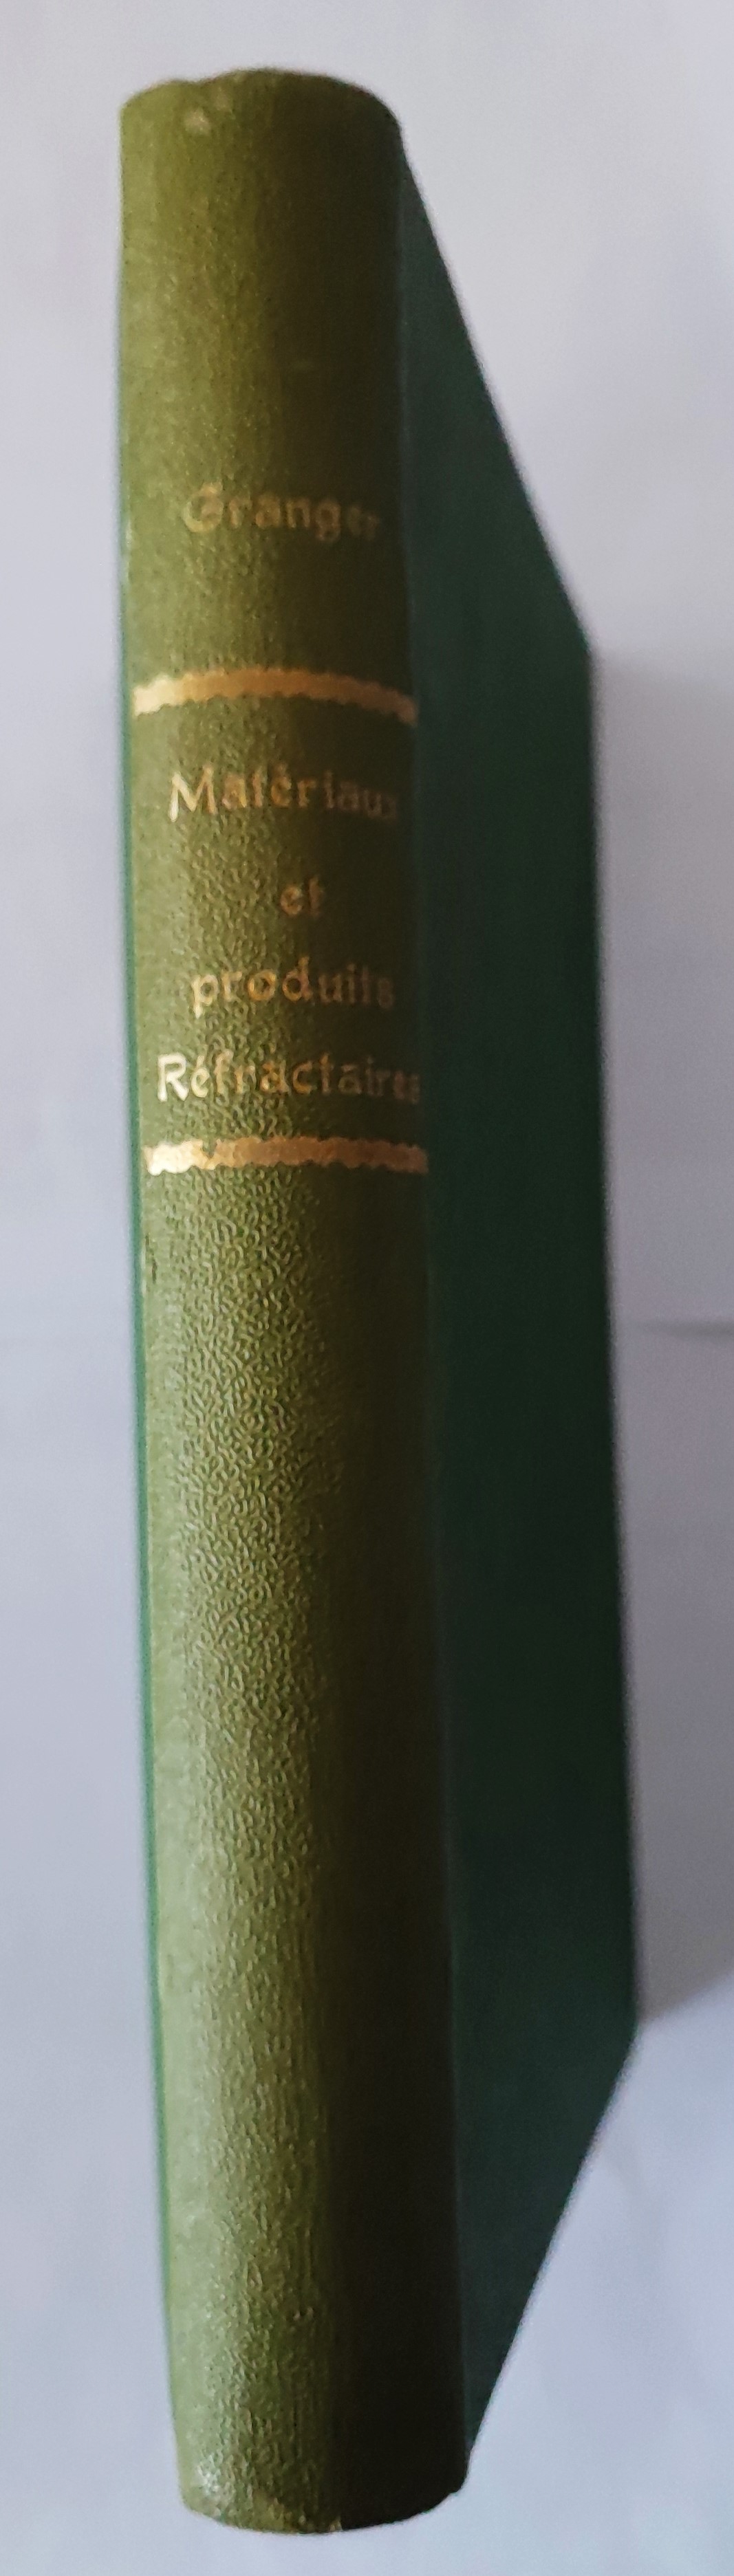 Granger
Matériaux
et
produits
Réfractaires